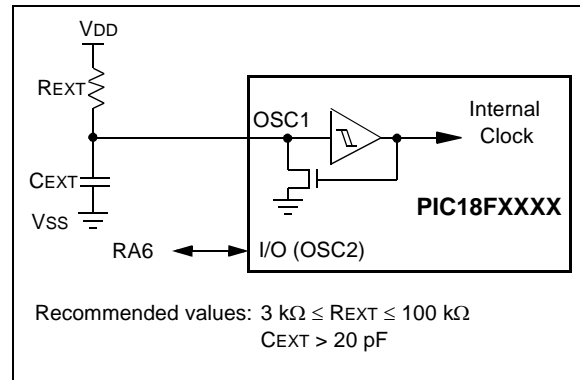 VDD
REXT
OSC1
Internal
Clock
CEXT
PIC18FXXXX
VSS
RA6
I/O (OSC2)
Recommended values: 3 kΩ ≤ REXT ≤ 100 kΩ
CEXT > 20 pF